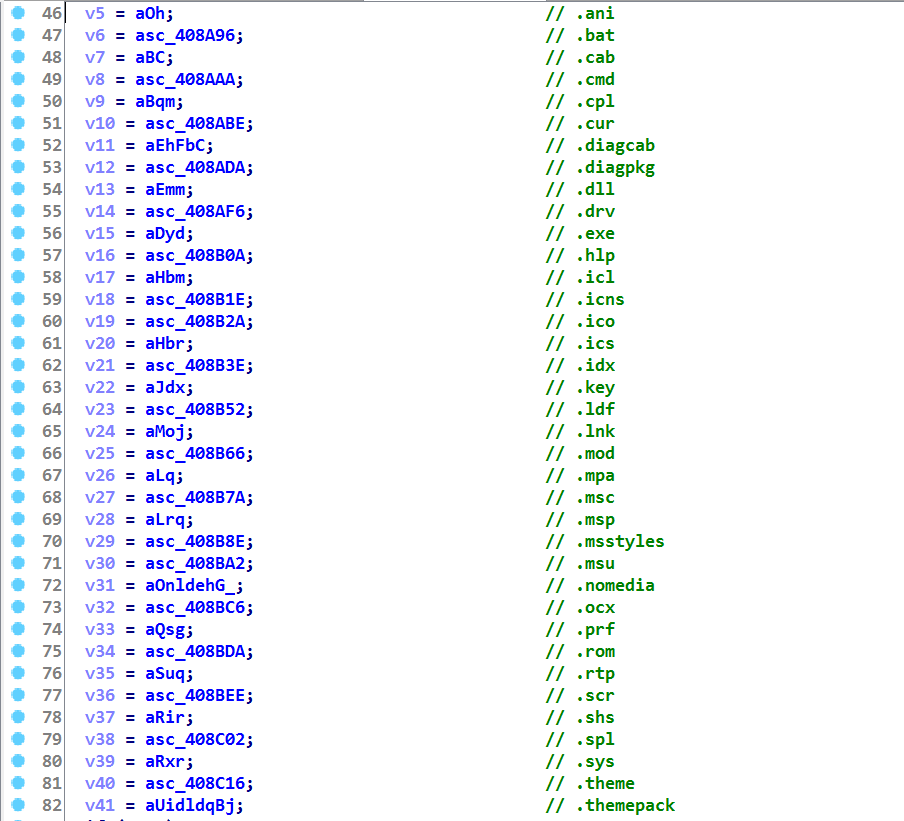 46 v5 = aOh; // .ani
47 v6 = asc_408A96; // .bat
48 v7 = aBC; // .cab
49 v8 = asc_408AAA; // .cmd
50 v9 = aBqm; // .cpl
51 v10 = asc_408ABE; // .cur
52 v11 = aEhFbC; // .diagcab
53 v12 = asc_408ADA; // .diagpkg
54 v13 = aEmm; // .dll
55 v14 = asc_408AF6; // .drv
56 v15 = aDyd; // .exe
57 v16 = asc_408B0A; // .hlp
58 v17 = aHbm; // .icl
59 v18 = asc_408B1E; // .icns
60 v19 = asc_408B2A; // .ico
61 v20 = aHbr; // .ics
62 v21 = asc_408B3E; // .idx
63 v22 = aJdx; // .key
64 v23 = asc_408B52; // .ldf
65 v24 = aMoj; // .lnk
66 v25 = asc_408B66; // .mod
67 v26 = aLq; // .mpa
68 v27 = asc_408B7A; // .msc
69 v28 = aLrq; // .msp
70 v29 = asc_408B8E; // .msstyles
71 v30 = asc_408BA2; // .msu
72 v31 = aOnldehG_; // .nomedia
73 v32 = asc_408BC6; // .ocx
74 v33 = aQsg; // .prf
75 v34 = asc_408BDA; // .rom
76 v35 = aSuq; // .rtp
77 v36 = asc_408BEE; // .scr
78 v37 = aRir; // .shs
79 v38 = asc_408C02; // .spl
80 v39 = aRxr; // .sys
81 v40 = asc_408C16; // .theme
82 v41 = aUidldqBj; // .themepack